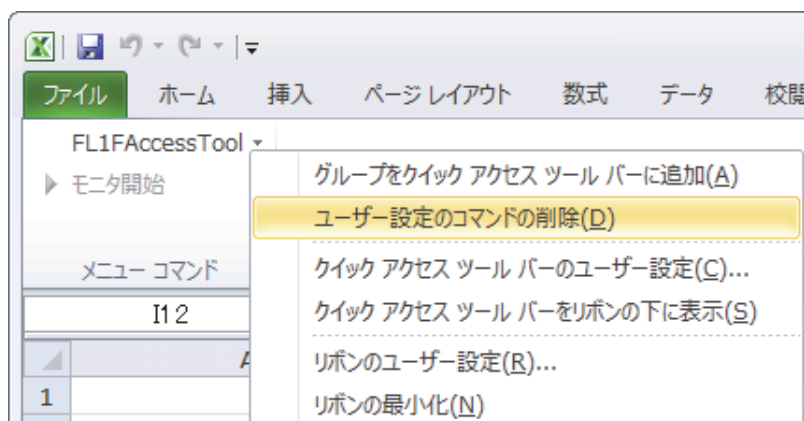 ファイル ホーム 挿入 ページ レイアウト 数式 データ 校閲
FL1FAccessTool
モニタ開始
メニュー コマンド
グループをクイック アクセス ツール バーに追加(A)
ユーザー設定のコマンドの削除(D)
クイック アクセス ツール バーのユーザー設定(C)...
クイック アクセス ツール バーをリボンの下に表示(S)
リボンのユーザー設定(R)...
リボンの最小化(N)
I12
A
1